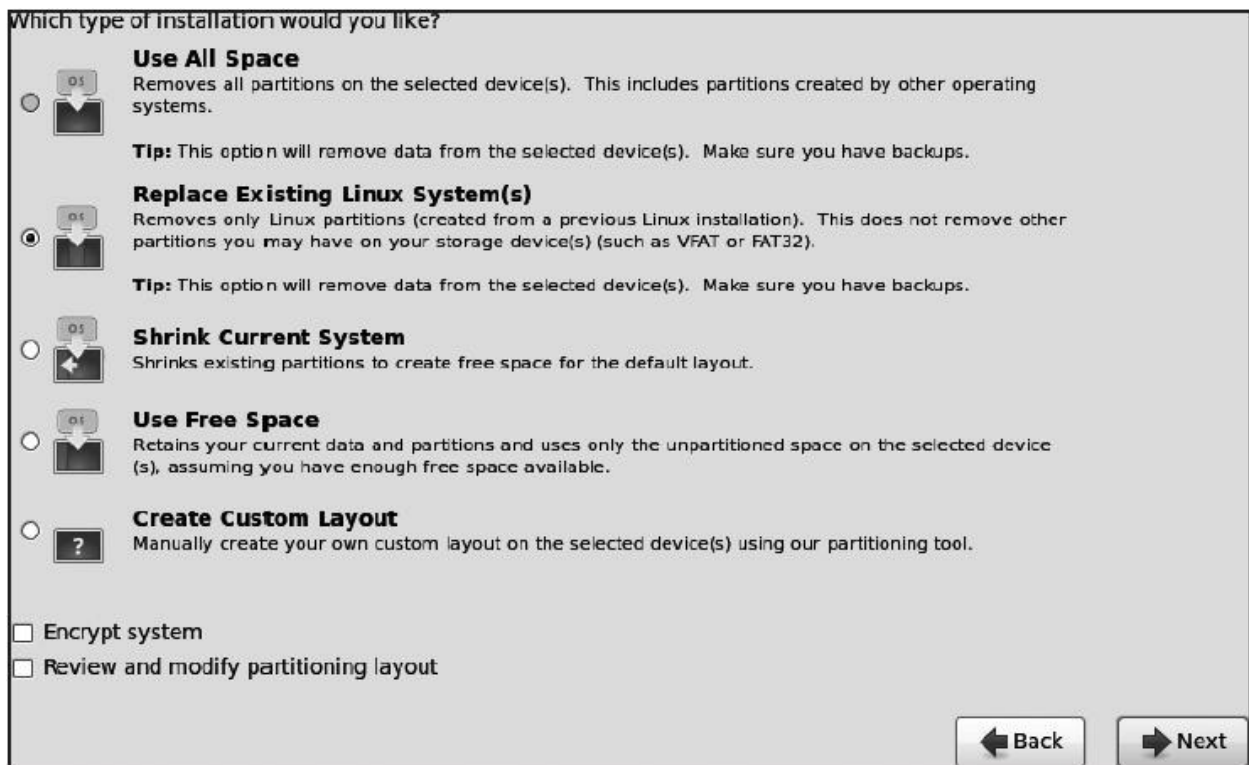 Which type of installation would you like?
OS
Use All Space
Removes all partitions on the selected device(s). This includes partitions created by other operating
systems.
Tip: This option will remove data from the selected device(s). Make sure you have backups.
OS
Replace Existing Linux System(s)
Removes only Linux partitions (created from a previous Linux installation). This does not remove other
partitions you may have on your storage device(s) (such as VFAT or FAT32).
Tip: This option will remove data from the selected device(s). Make sure you have backups.
OS
Shrink Current System
Shrinks existing partitions to create free space for the default layout.
OS
Use Free Space
Retains your current data and partitions and uses only the unpartitioned space on the selected device
(s), assuming you have enough free space available.
?
Create Custom Layout
Manually create your own custom layout on the selected device(s) using our partitioning tool.
Encrypt system
Review and modify partitioning layout
Back
Next